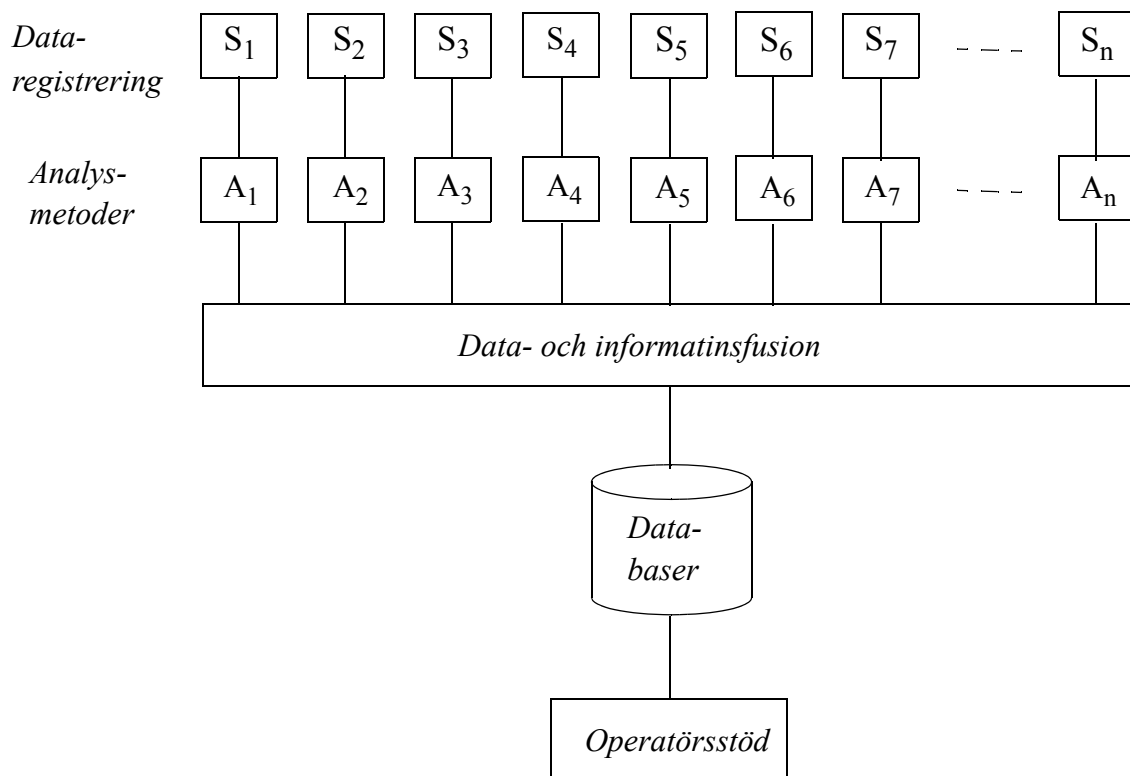 Data-
registrering
S1 S2 S3 S4 S5 S6 S7 Sn
Analys-
metoder
A1 A2 A3 A4 A5 A6 A7 An
Data- och informatinsfusion
Data-
baser
Operatörsstöd